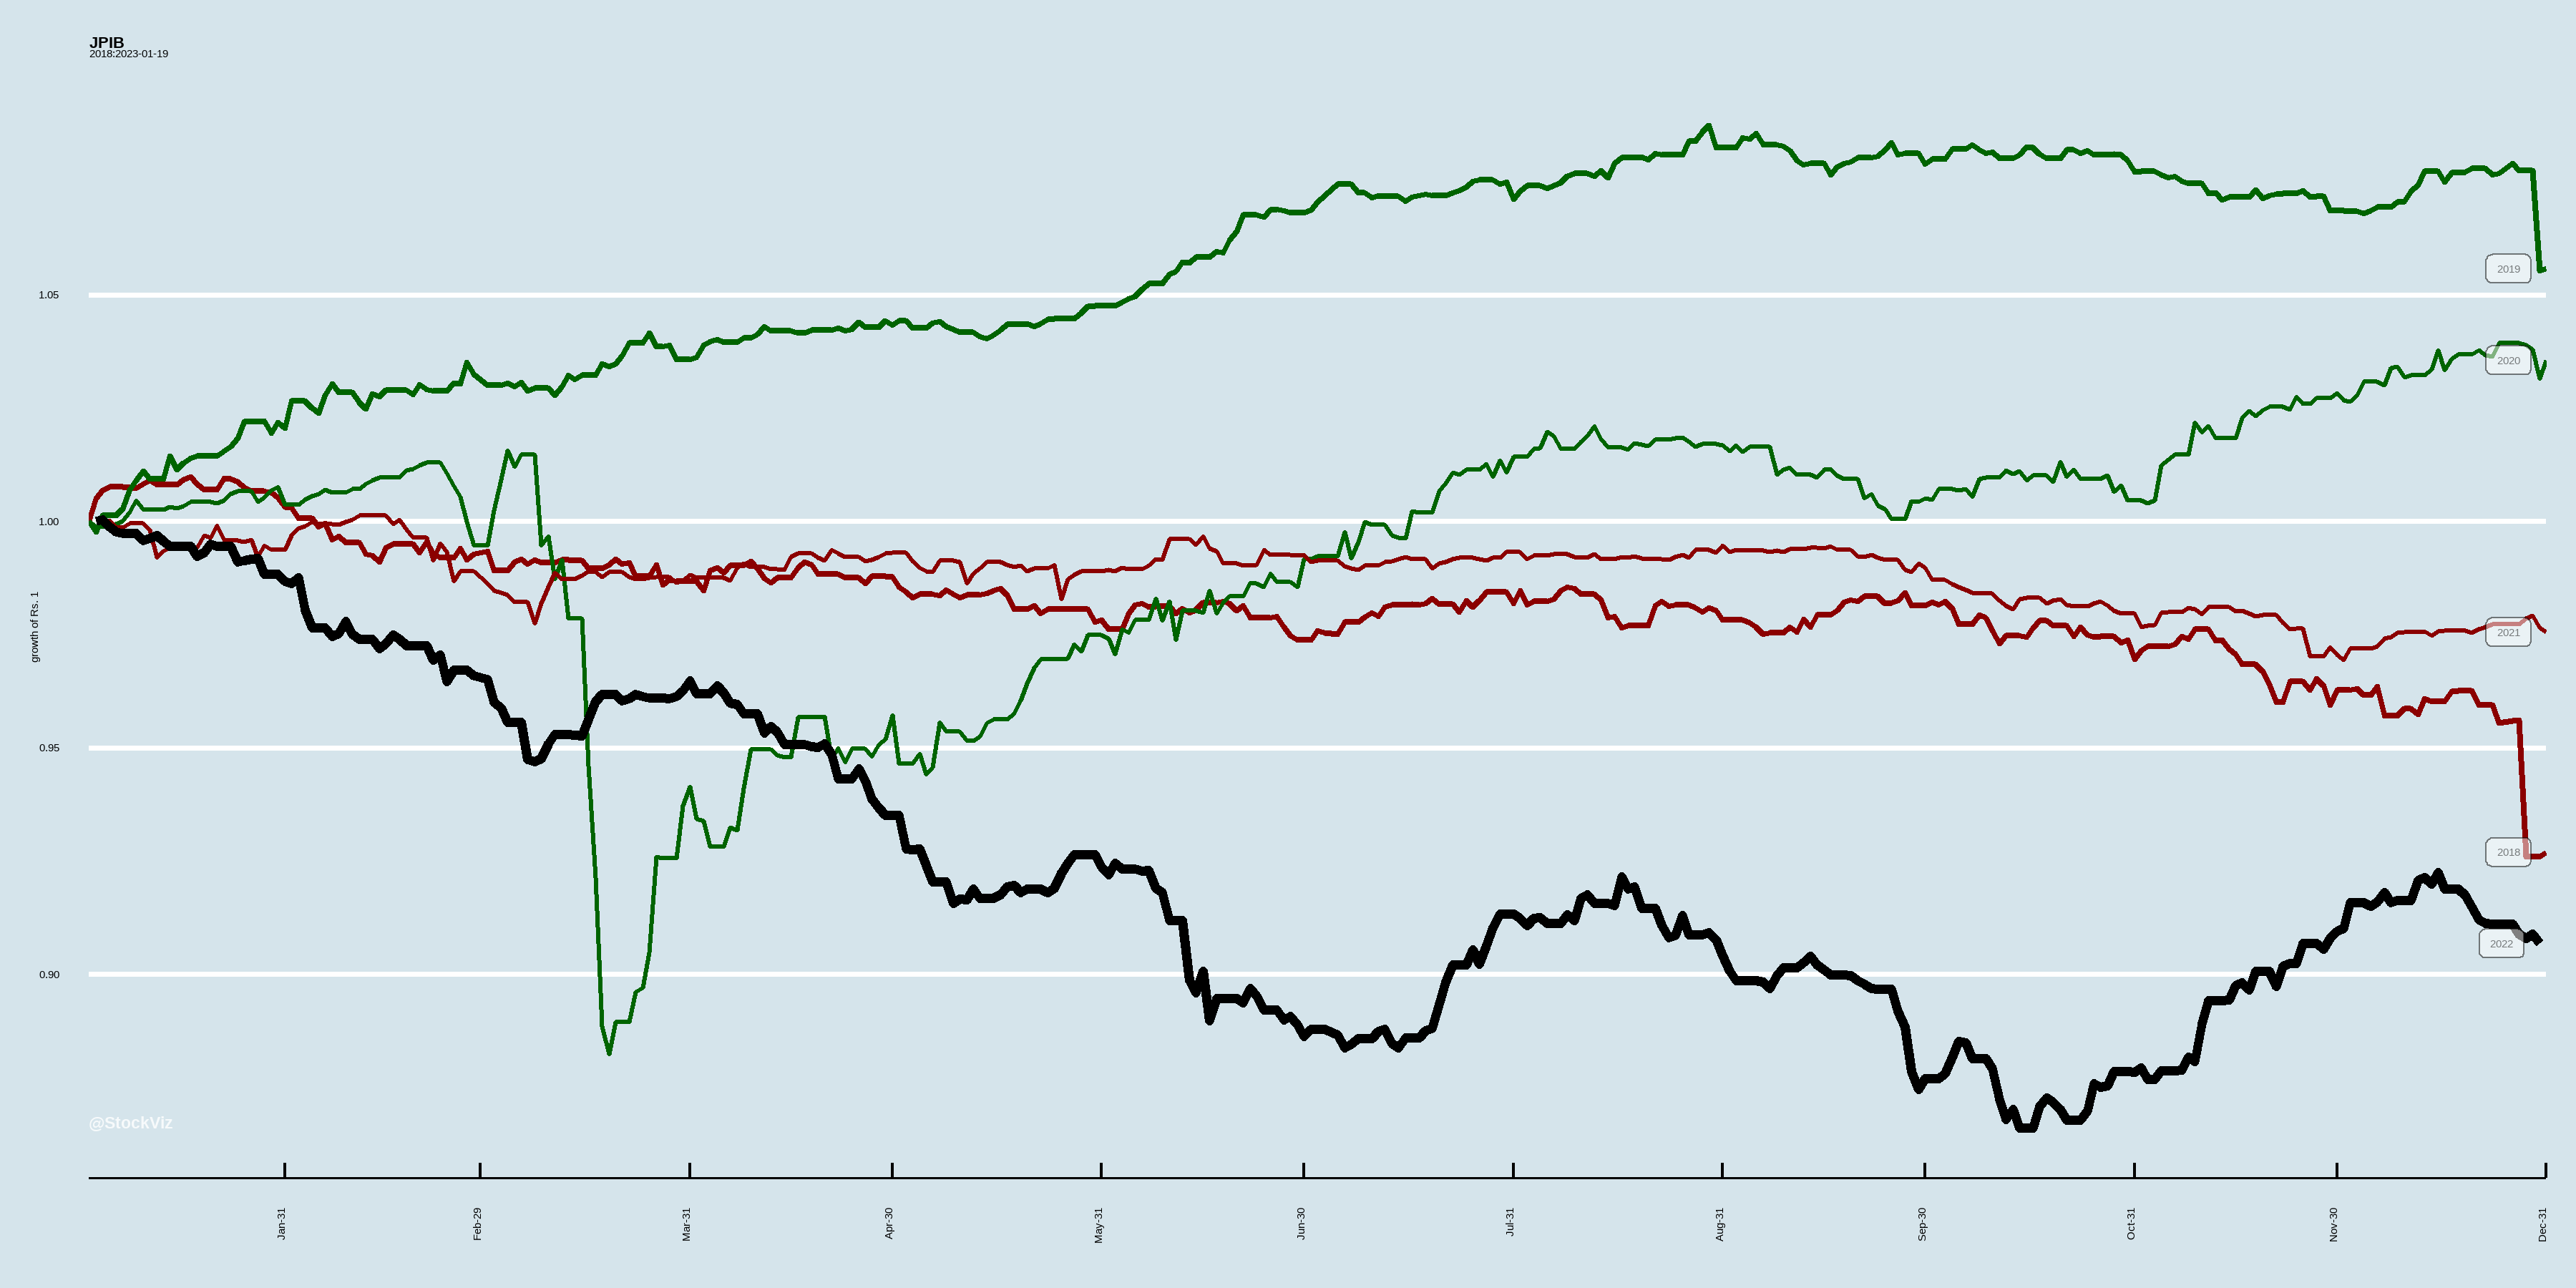 JPIB
2018:2023-01-19
2019
1.05
2020
1.00
growth of Rs. 1
2021
0.95
2018
2022
0.90
@StockViz
Jan-31
Feb-29
Mar-31
Apr-30
May-31
Jun-30
Jul-31
Aug-31
Sep-30
Oct-31
Nov-30
Dec-31